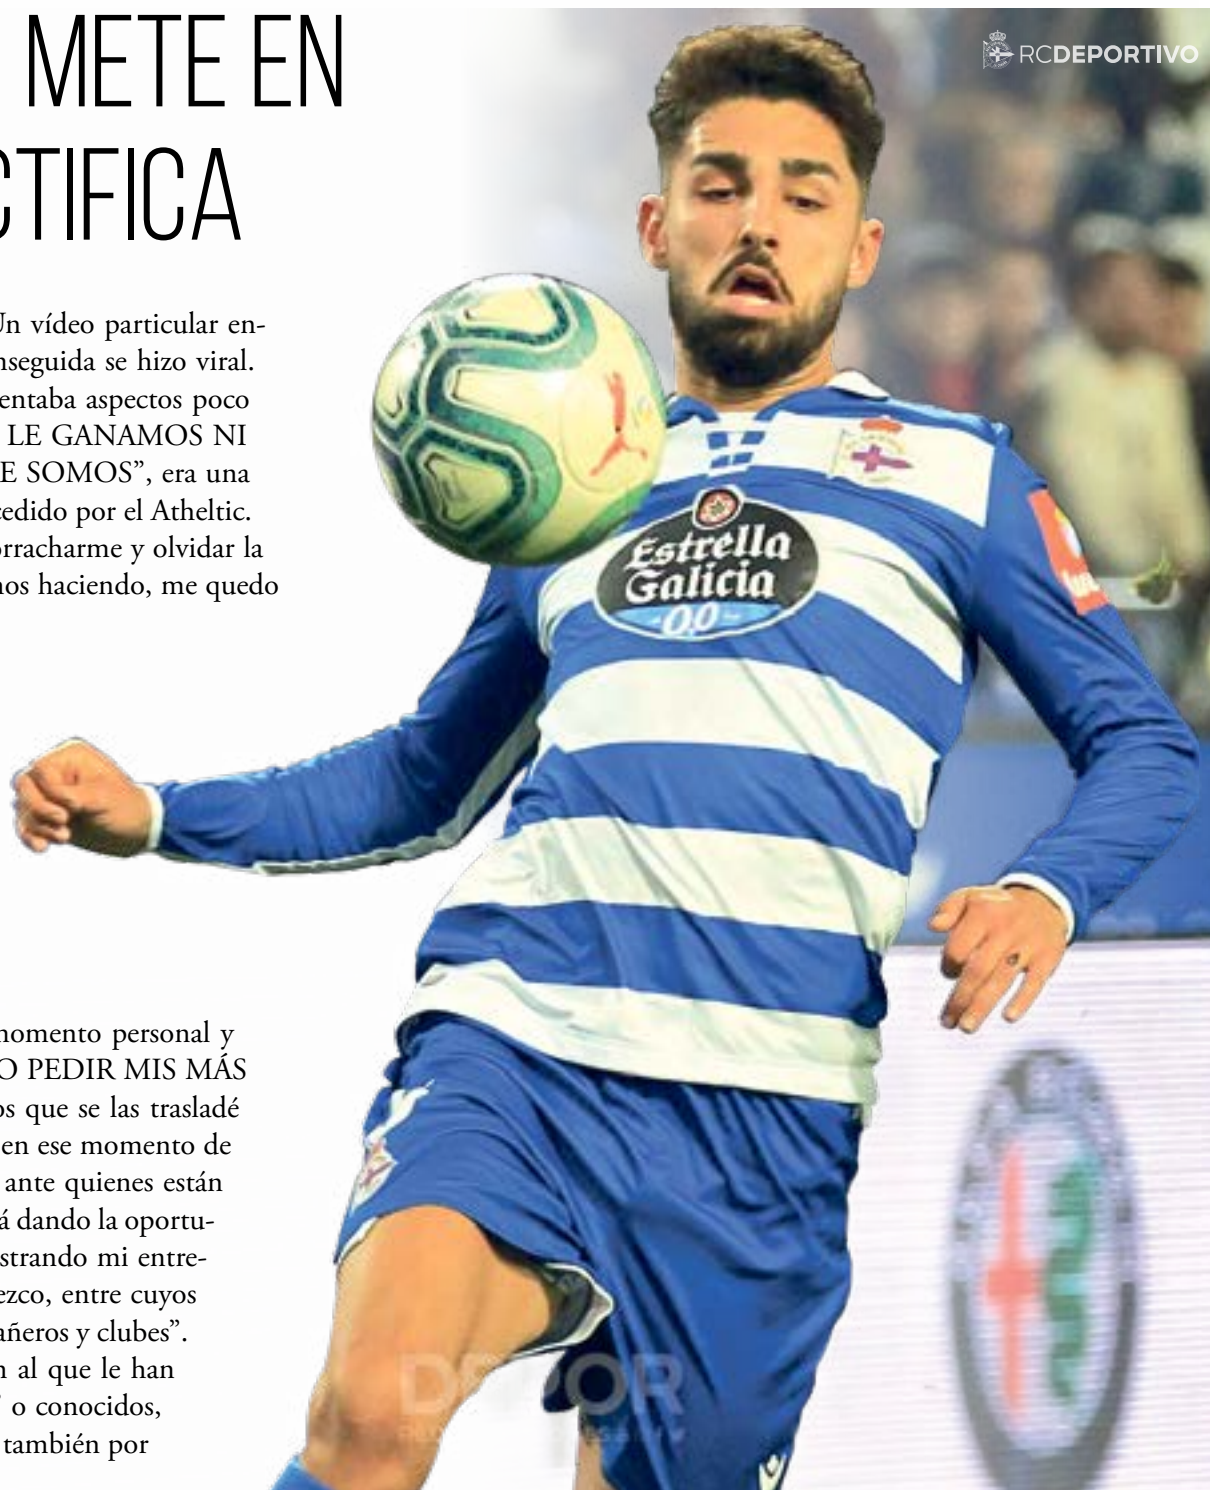 METE EN
CTIFICA
RCDEPORTIVO
Un vídeo particular en-
nseguida se hizo viral.
entaba aspectos poco
LE GANAMOS NI
E SOMOS”, era una
cedido por el Atheltic.
orracharme y olvidar la
nos haciendo, me quedo
Estrella
Galicia
0,0
momento personal y
O PEDIR MIS MÁS
os que se las trasladé
en ese momento de
ante quienes están
á dando la oportu-
strando mi entre-
ezco, entre cuyos
añeros y clubes”.
n al que le han
o conocidos,
también por
DEPOR